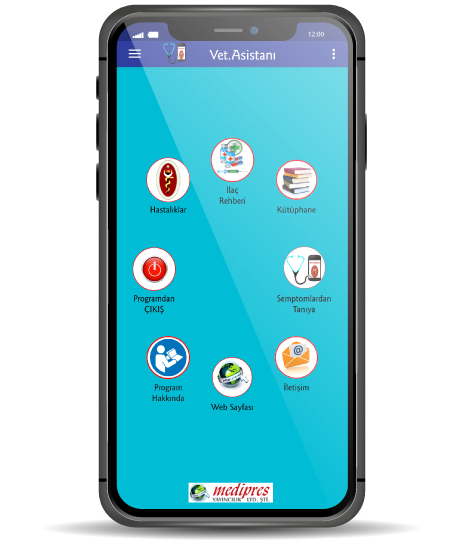 12:00
Vet.Asistanı
İlaç
Rehberi
Hastalıklar
Kütüphane
Programdan
ÇIKIŞ
Semptomlardan
Tanıya
Program
Hakkında
Web Sayfası
İletişim
medipres
YAYINCILIK LTD. ŞTİ.